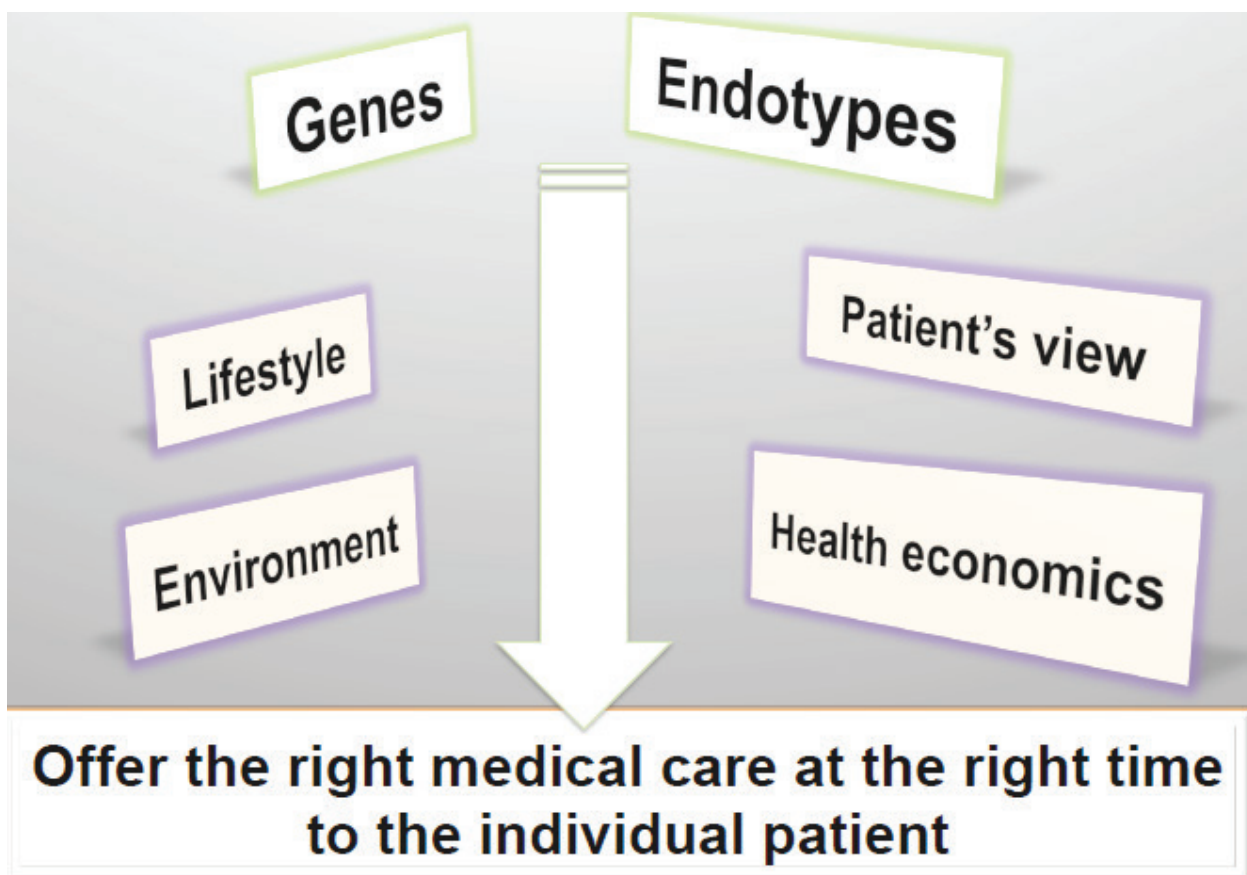 Genes
Endotypes
Lifestyle
Patient’s view
Environment
Health economics
Offer the right medical care at the right time
to the individual patient